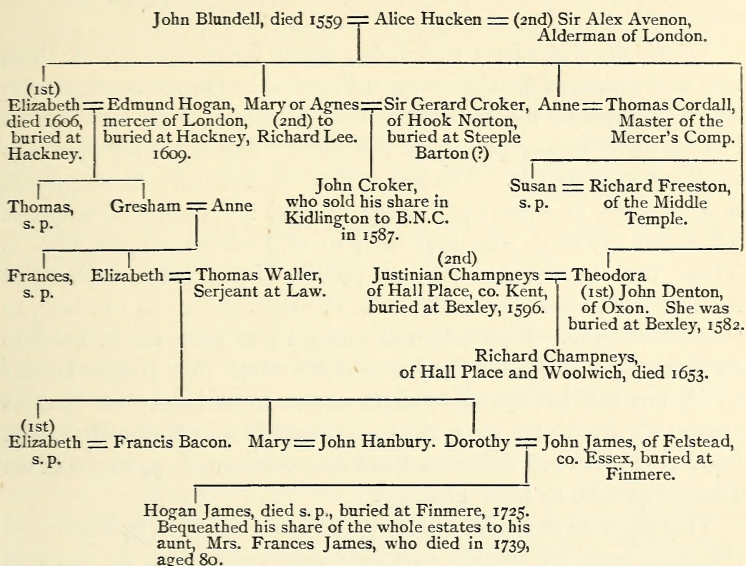 John Blundell, died 1559 = Alice Hucken = (2nd) Sir Alex Avenon,
Alderman of London.
(1st)
Elizabeth = Edmund Hogan,
died 1606, mercer of London,
buried at buried at Hackney,
Hackney. 1609.
Mary or Agnes = Sir Gerard Croker,
(2nd) to of Hook Norton,
Richard Lee. buried at Steeple
Barton (?)
Anne = Thomas Cordall,
Master of the
Mercer's Comp.
Thomas,
s. p.
Gresham = Anne
John Croker,
who sold his share in
Kidlington to B.N.C.
in 1587.
Susan = Richard Freeston,
s. p. of the Middle
Temple.
Frances,
s. p.
Elizabeth = Thomas Waller,
Serjeant at Law.
(2nd)
Justinian Champneys = Theodora
of Hall Place, co. Kent, (1st) John Denton,
buried at Bexley, 1596. of Oxon. She was
buried at Bexley, 1582.
Richard Champneys,
of Hall Place and Woolwich, died 1653.
(1st)
Elizabeth = Francis Bacon.
s. p.
Mary = John Hanbury.
Dorothy = John James, of Felstead,
co. Essex, buried at
Finmere.
Hogan James, died s. p., buried at Finmere, 1725.
Bequeathed his share of the whole estates to his
aunt, Mrs. Frances James, who died in 1739,
aged 80.